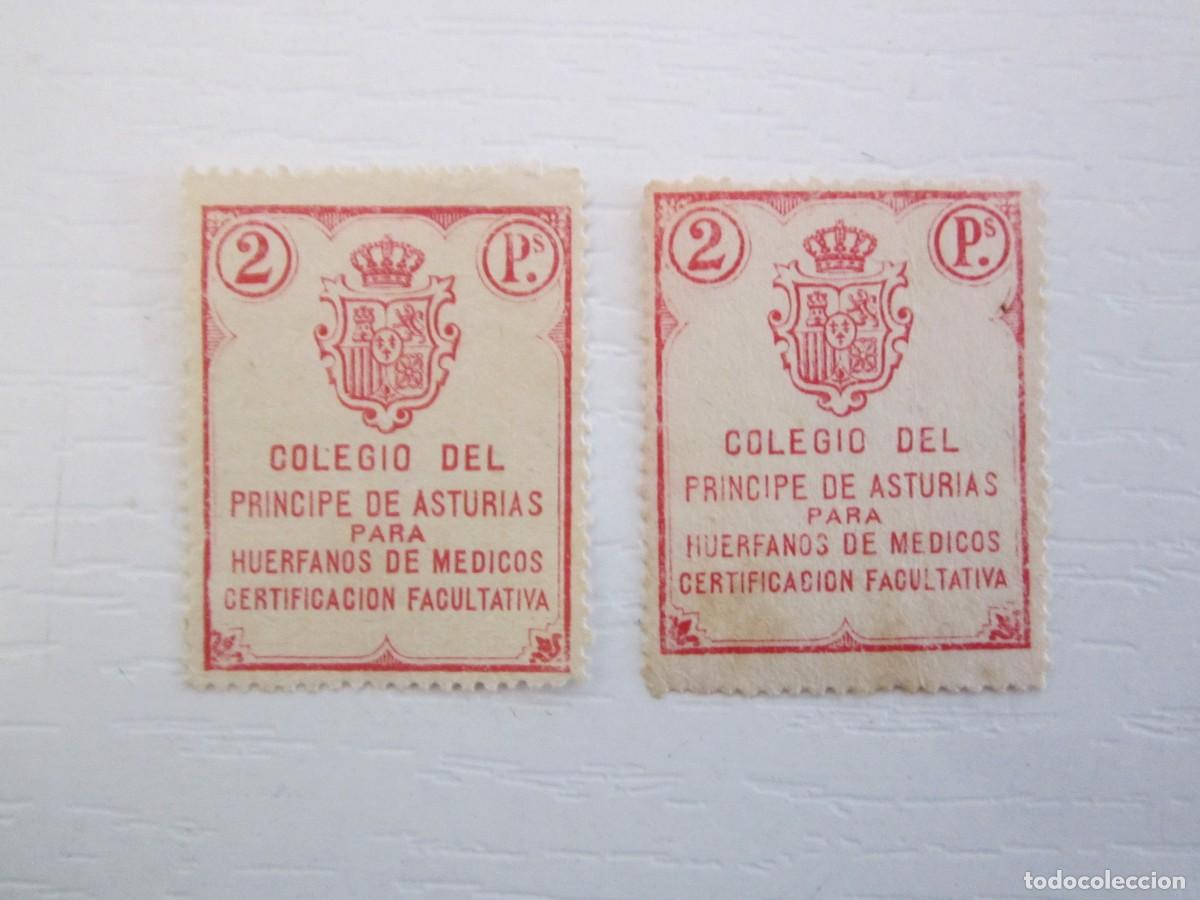 2 Ps.
COLEGIO DEL
PRINCIPE DE ASTURIAS
PARA
HUERFANOS DE MEDICOS
CERTIFICACION FACULTATIVA
2 Ps.
COLEGIO DEL
PRINCIPE DE ASTURIAS
PARA
HUERFANOS DE MEDICOS
CERTIFICACION FACULTATIVA
todocoleccion